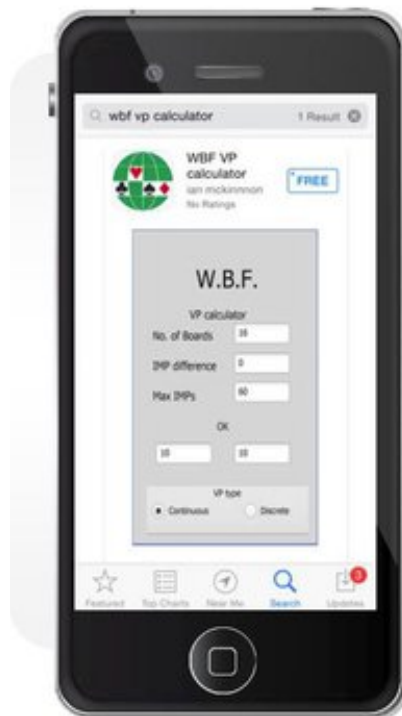 wbf vp calculator 1 Result
WBF VP
calculator
ian mckinnnon
No Ratings
+FREE
W.B.F.
VP calculator
No. of Boards 16
IMP difference 0
Max IMPs 60
OK
10 10
VP type
Continuous Discrete
3
Featured Top Charts Near Me Search Updates